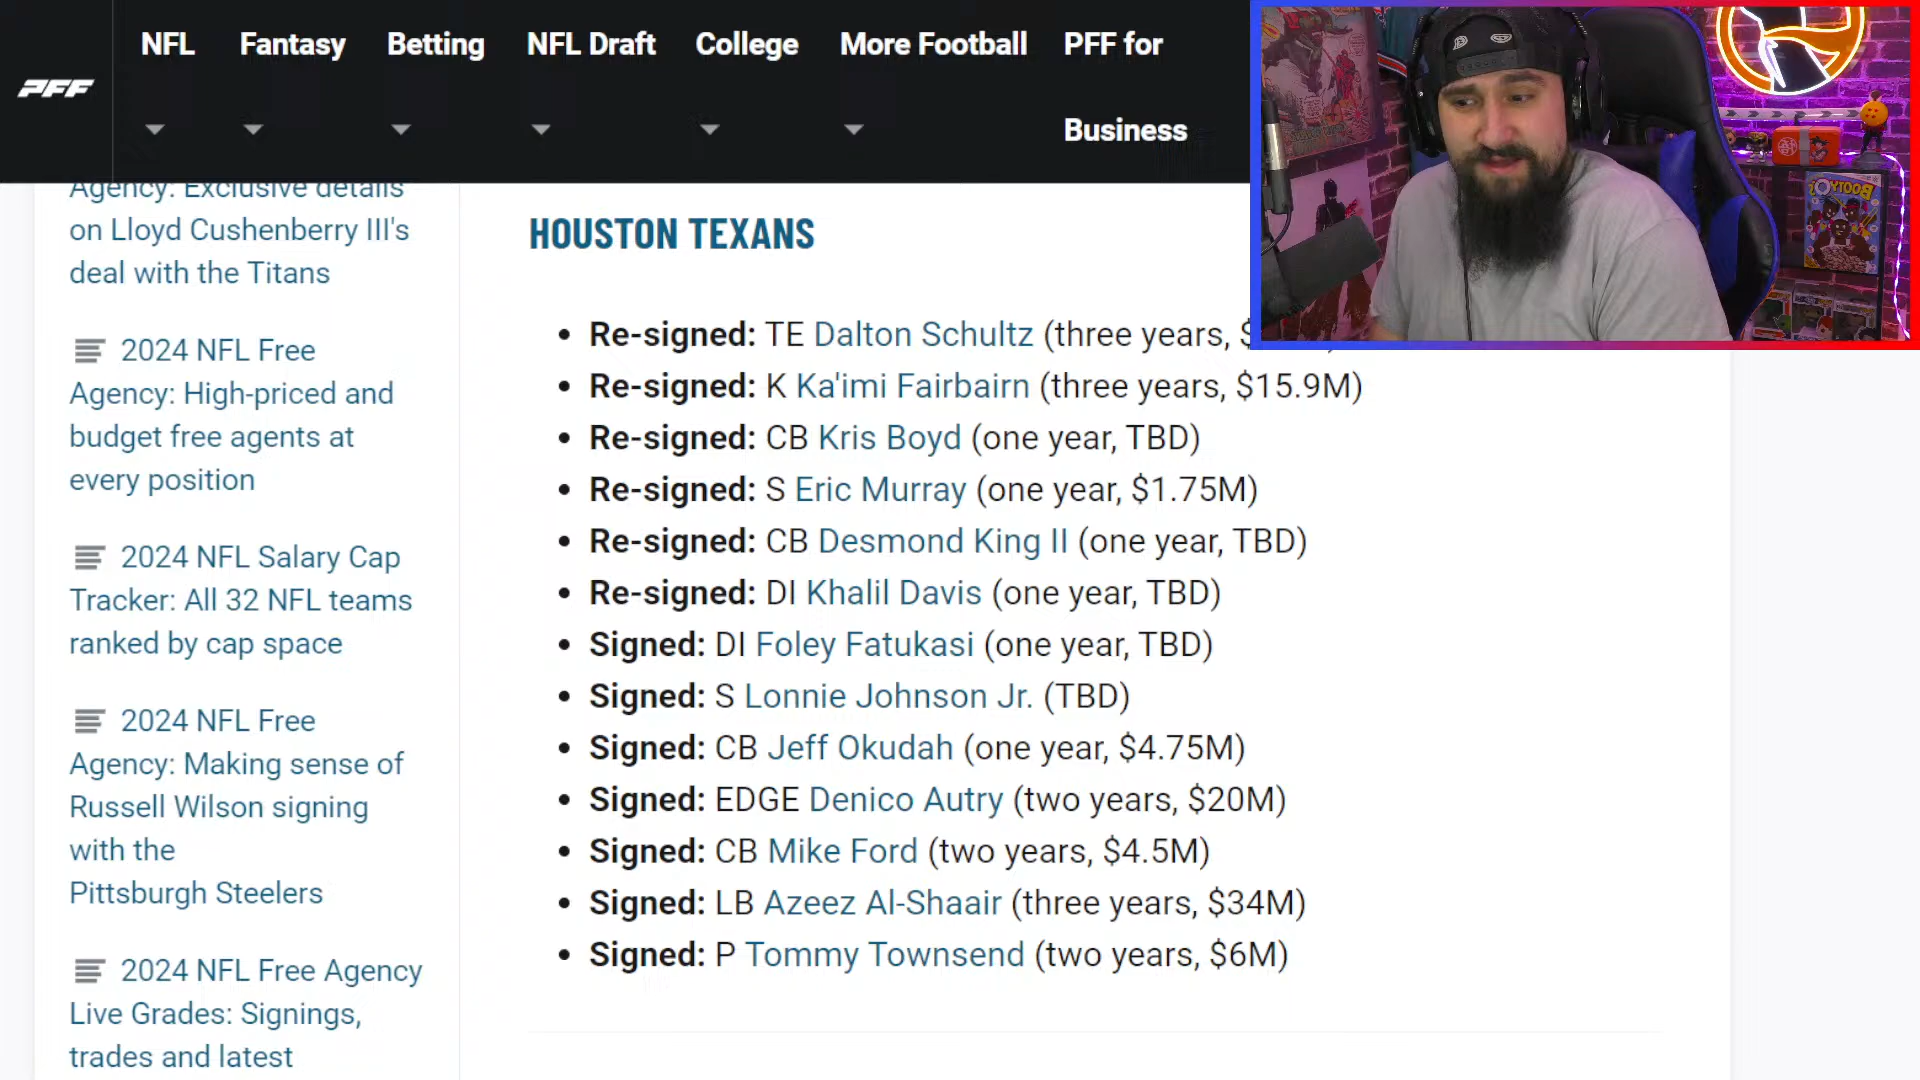 PFF
NFL
Fantasy
Betting
NFL Draft
College
More Football
PFF for
Business
Agency: Exclusive details
on Lloyd Cushenberry III's
deal with the Titans
2024 NFL Free
Agency: High-priced and
budget free agents at
every position
2024 NFL Salary Cap
Tracker: All 32 NFL teams
ranked by cap space
2024 NFL Free
Agency: Making sense of
Russell Wilson signing
with the
Pittsburgh Steelers
2024 NFL Free Agency
Live Grades: Signings,
trades and latest
HOUSTON TEXANS
• Re-signed: TE Dalton Schultz (three years, $
• Re-signed: K Ka'imi Fairbairn (three years, $15.9M)
• Re-signed: CB Kris Boyd (one year, TBD)
• Re-signed: S Eric Murray (one year, $1.75M)
• Re-signed: CB Desmond King II (one year, TBD)
• Re-signed: DI Khalil Davis (one year, TBD)
• Signed: DI Foley Fatukasi (one year, TBD)
• Signed: S Lonnie Johnson Jr. (TBD)
• Signed: CB Jeff Okudah (one year, $4.75M)
• Signed: EDGE Denico Autry (two years, $20M)
• Signed: CB Mike Ford (two years, $4.5M)
• Signed: LB Azeez Al-Shaair (three years, $34M)
• Signed: P Tommy Townsend (two years, $6M)